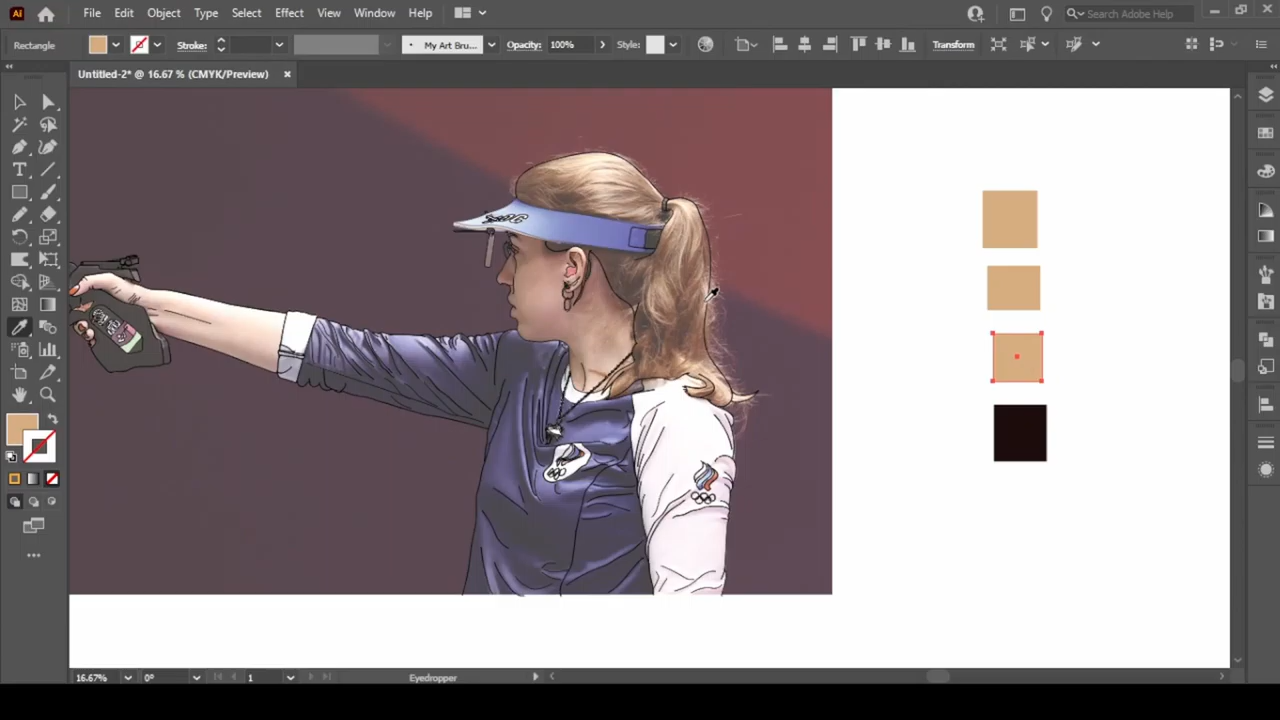 Ai File Edit Object Type Select Effect View Window Help Search Adobe Help
Rectangle Stroke: My Art Bru... Opacity: 100% Style: Transform
Untitled-2* @ 16.67 % (CMYK/Preview)
16.67% 0° 1 Eyedropper